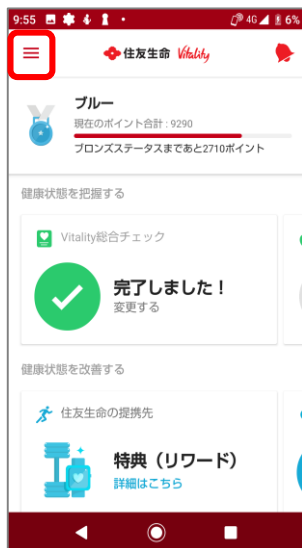 9:55 4G 6%
住友生命 Vitality
ブルー
現在のポイント合計 : 9290
ブロンズステータスまであと2710ポイント
健康状態を把握する
Vitality総合チェック
完了しました！
変更する
健康状態を改善する
住友生命の提携先
特典（リワード）
詳細はこちら